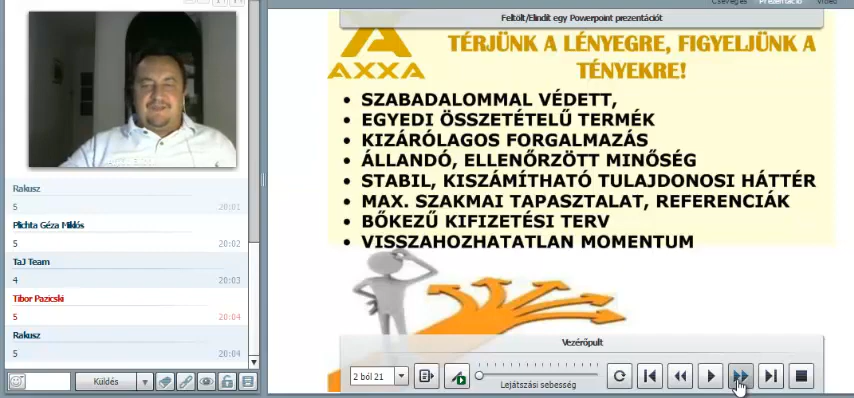 Csevegés Prezentáció Videó
Feltölt/Elindít egy Powerpoint prezentációt
AXXA
TÉRJÜNK A LÉNYEGRE, FIGYELJÜNK A
TÉNYEKRE!
• SZABADALOMMAL VÉDETT,
• EGYEDI ÖSSZETÉTELŰ TERMÉK
• KIZÁRÓLAGOS FORGALMAZÁS
• ÁLLANDÓ, ELLENŐRZÖTT MINŐSÉG
• STABIL, KISZÁMÍTHATÓ TULAJDONOSI HÁTTÉR
• MAX. SZAKMAI TAPASZTALAT, REFERENCIÁK
• BŐKEZŰ KIFIZETÉSI TERV
• VISSZAHOZHATATLAN MOMENTUM
Rakusz
5 20:01
Plichta Géza Miklós
5 20:02
TaJ Team
4 20:03
Tibor Pazicski
5 20:04
Rakusz
5 20:04
Küldés
Vezérőpult
2 ból 21
Lejátszási sebesség